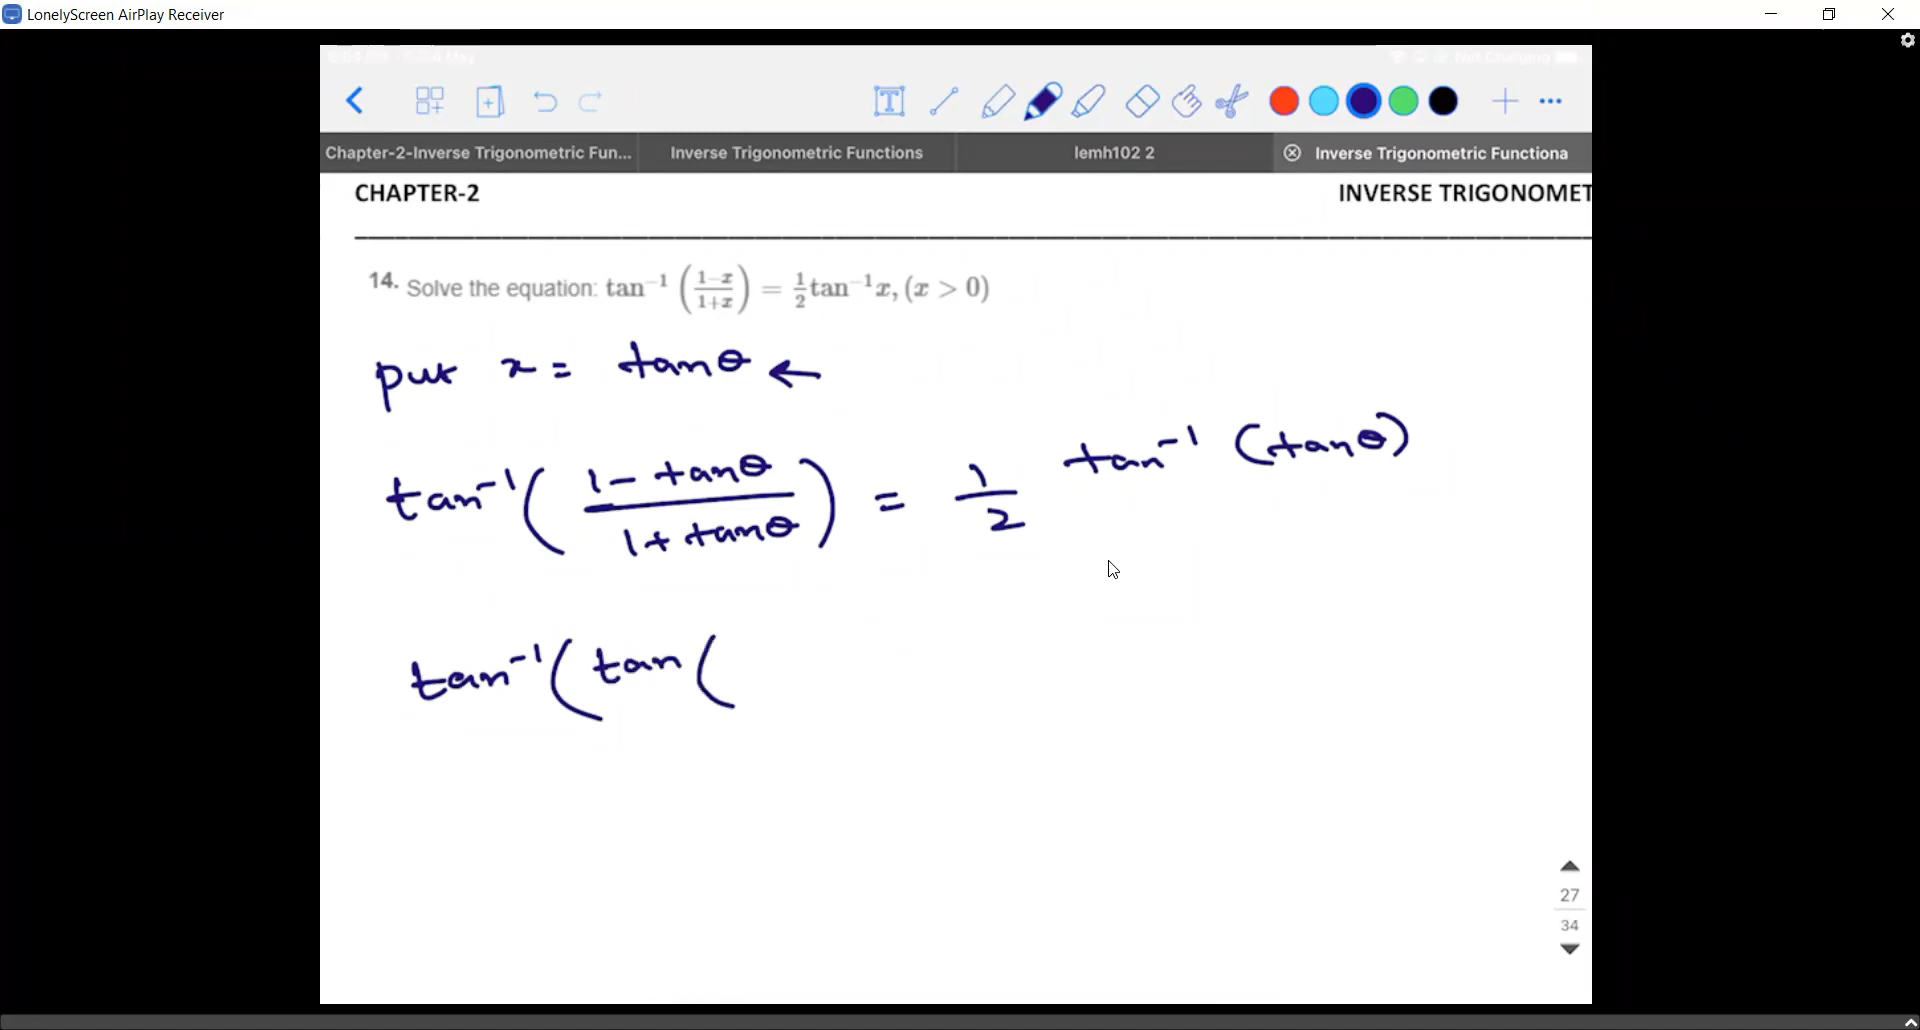 LonelyScreen AirPlay Receiver
Chapter-2-Inverse Trigonometric Fun... Inverse Trigonometric Functions lemh102 2 Inverse Trigonometric Functiona
CHAPTER-2 INVERSE TRIGONOMET
14. Solve the equation: tan⁻¹ ((1-x)/(1+x)) = 1/2 tan⁻¹x, (x > 0)
put x = tanθ ←
tan⁻¹((1 - tanθ)/(1 + tanθ)) = 1/2 tan⁻¹ (tanθ)
tan⁻¹( tan (
27
34